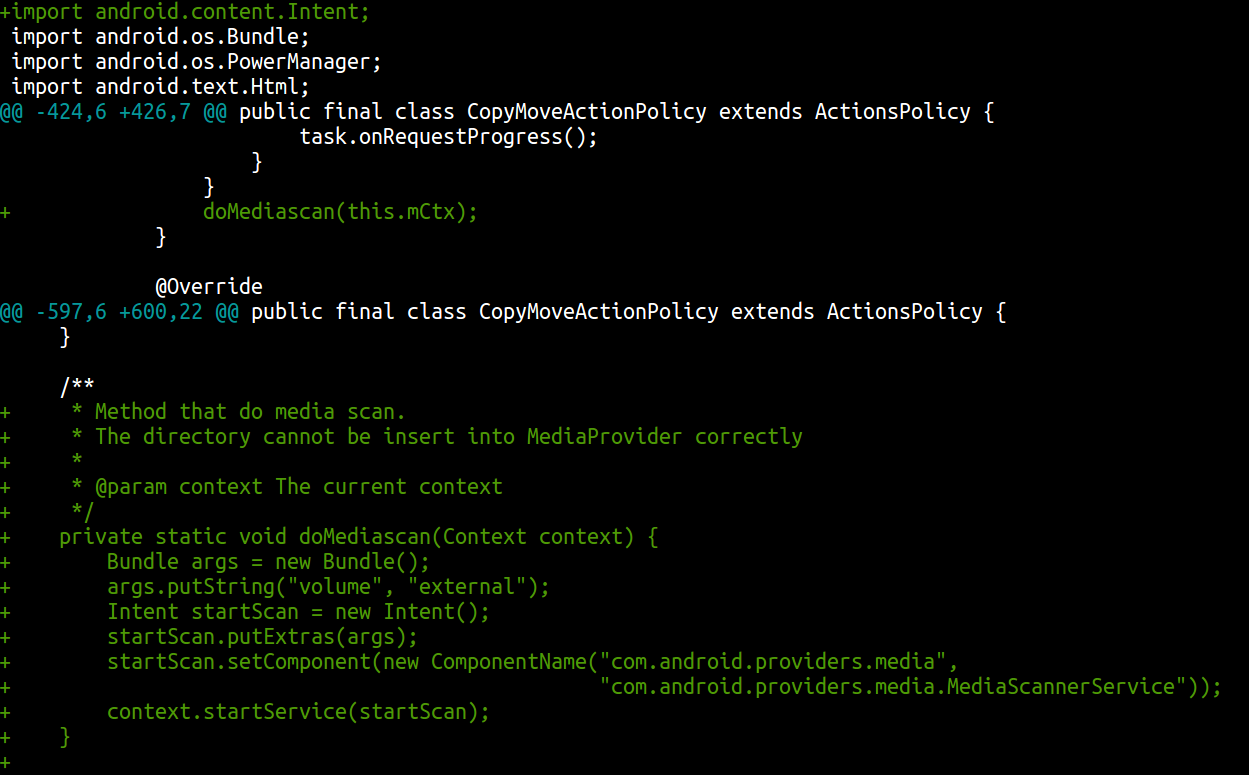 +import android.content.Intent;
 import android.os.Bundle;
 import android.os.PowerManager;
 import android.text.Html;
@@ -424,6 +426,7 @@ public final class CopyMoveActionPolicy extends ActionsPolicy {
                         task.onRequestProgress();
                     }
                 }
+                doMediascan(this.mCtx);
             }

             @Override
@@ -597,6 +600,22 @@ public final class CopyMoveActionPolicy extends ActionsPolicy {
     }

     /**
+     * Method that do media scan.
+     * The directory cannot be insert into MediaProvider correctly
+     *
+     * @param context The current context
+     */
+    private static void doMediascan(Context context) {
+        Bundle args = new Bundle();
+        args.putString("volume", "external");
+        Intent startScan = new Intent();
+        startScan.putExtras(args);
+        startScan.setComponent(new ComponentName("com.android.providers.media",
+                                                 "com.android.providers.media.MediaScannerService"));
+        context.startService(startScan);
+    }
+